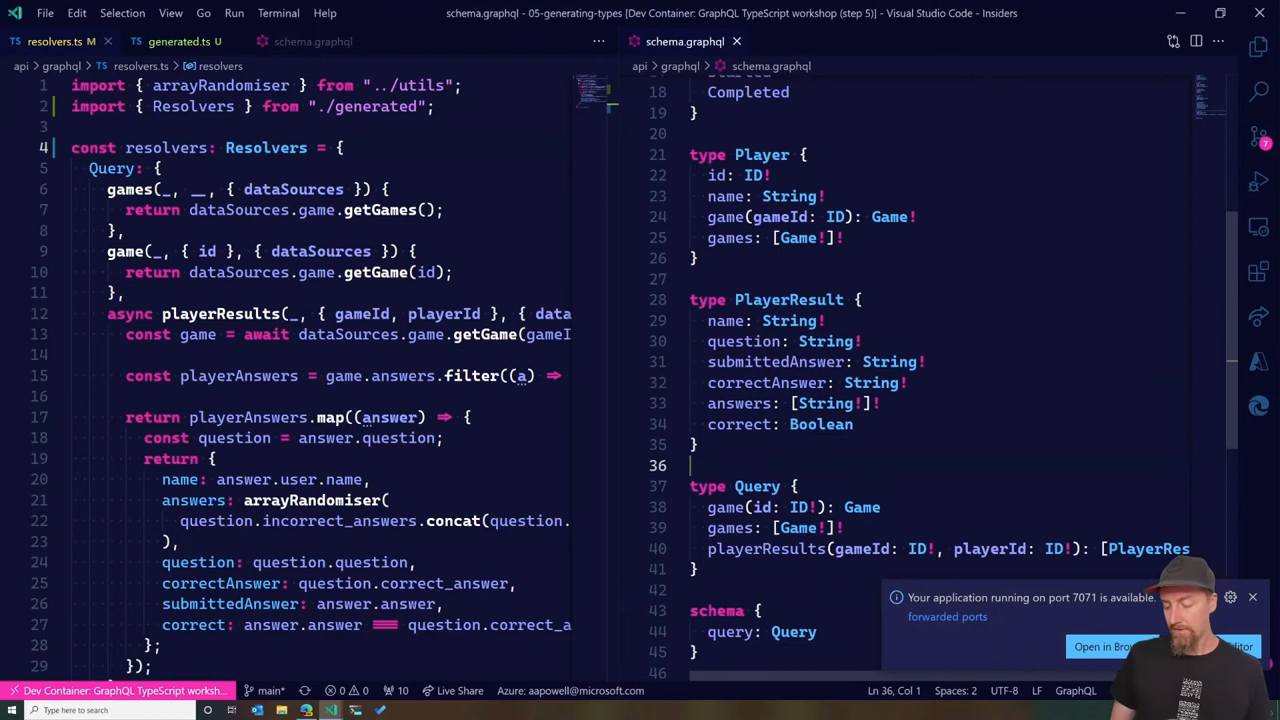 File Edit Selection View Go Run Terminal Help
schema.graphql - 05-generating-types [Dev Container: GraphQL TypeScript workshop (step 5)] - Visual Studio Code - Insiders
TS resolvers.ts M
TS generated.ts U
schema.graphql
api > graphql > TS resolvers.ts > resolvers
1 import { arrayRandomiser } from "../utils";
2 import { Resolvers } from "./generated";
3
4 const resolvers: Resolvers = {
5 Query: {
6 games(_, __, { dataSources }) {
7 return dataSources.game.getGames();
8 },
9 game(_, { id }, { dataSources }) {
10 return dataSources.game.getGame(id);
11 },
12 async playerResults(_, { gameId, playerId }, { data
13 const game = await dataSources.game.getGame(gameI
14
15 const playerAnswers = game.answers.filter((a) =>
16
17 return playerAnswers.map((answer) => {
18 const question = answer.question;
19 return {
20 name: answer.user.name,
21 answers: arrayRandomiser(
22 question.incorrect_answers.concat(question.
23 ),
24 question: question.question,
25 correctAnswer: question.correct_answer,
26 submittedAnswer: answer.answer,
27 correct: answer.answer === question.correct_a
28 };
29 });
schema.graphql
api > graphql > schema.graphql
18 Completed
19 }
20
21 type Player {
22 id: ID!
23 name: String!
24 game(gameId: ID): Game!
25 games: [Game!]!
26 }
27
28 type PlayerResult {
29 name: String!
30 question: String!
31 submittedAnswer: String!
32 correctAnswer: String!
33 answers: [String!]!
34 correct: Boolean
35 }
36
37 type Query {
38 game(id: ID!): Game
39 games: [Game!]!
40 playerResults(gameId: ID!, playerId: ID!): [PlayerRes
41 }
42
43 schema {
44 query: Query
45 }
46
7
Your application running on port 7071 is available.
forwarded ports
Open in Brow
Dev Container: GraphQL TypeScript worksh...
main*
0 0
10
Live Share
Azure: aapowell@microsoft.com
Ln 36, Col 1
Spaces: 2
UTF-8
LF
GraphQL
Type here to search